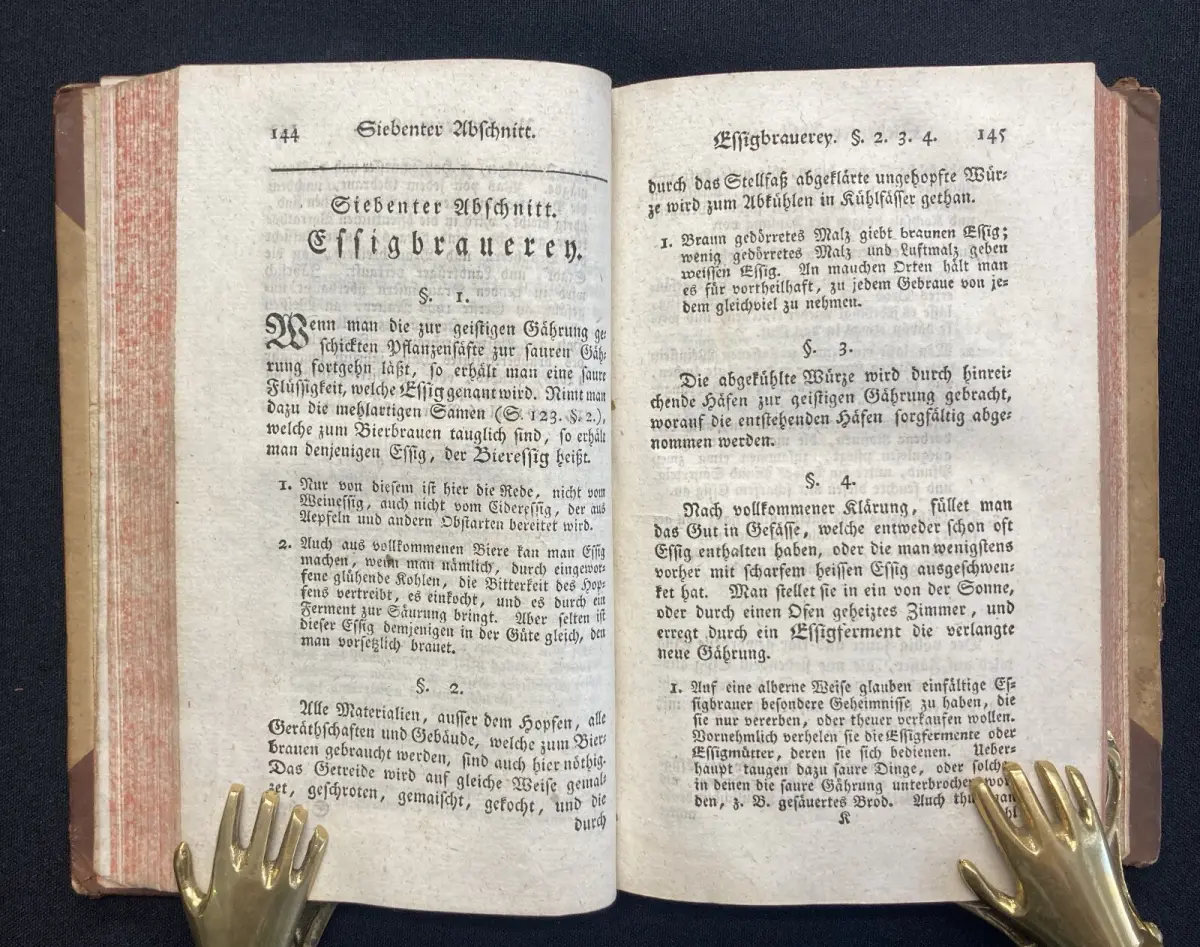 144 Siebenter Abschnitt.
Siebenter Abschnitt.
Essigbrauerey.
§. 1.
Wenn man die zur geistigen Gährung ge-
schickten Pflanzensäfte zur sauren Gäh-
rung fortgehn läßt, so erhält man eine saure
Flüssigkeit, welche Essig genant wird. Nimt man
dazu die mehlartigen Samen (S. 123. §. 2.),
welche zum Bierbrauen tauglich sind, so erhält
man denjenigen Essig, der Bieressig heißt.
1. Nur von diesem ist hier die Rede, nicht vom
Weinessig, auch nicht vom Eideressig, der aus
Aepfeln und andern Obstarten bereitet wird.
2. Auch aus vollkommenen Biere kan man Essig
machen, wenn man nämlich, durch eingewor-
fene glühende Kohlen, die Bitterkeit des Hop-
fens vertreibt, es einkocht, und es durch ein
Ferment zur Säurung bringt. Aber selten ist
dieser Essig demjenigen in der Güte gleich, den
man vorsetzlich brauet.
§. 2.
Alle Materialien, ausser dem Hopfen, alle
Geräthschaften und Gebäude, welche zum Bier-
brauen gebraucht werden, sind auch hier nöthig.
Das Getreide wird auf gleiche Weise gemal-
zet, geschroten, gemaischt, gekocht, und die
durch
Essigbrauerey. §. 2. 3. 4. 145
durch das Stellfaß abgeklärte ungehopfte Wür-
ze wird zum Abkühlen in Kühlfässer gethan.
1. Braun gedörretes Malz giebt braunen Essig;
wenig gedörretes Malz und Luftmalz geben
weissen Essig. An mauchen Orten hält man
es für vortheilhaft, zu jedem Gebraue von je-
dem gleichviel zu nehmen.
§. 3.
Die abgekühlte Würze wird durch hinrei-
chende Häfen zur geistigen Gährung gebracht,
worauf die entstehenden Häfen sorgfältig abge-
nommen werden.
§. 4.
Nach vollkommener Klärung, füllet man
das Gut in Gefässe, welche entweder schon oft
Essig enthalten haben, oder die man wenigstens
vorher mit scharfem heissen Essig ausgeschwen-
ket hat. Man stellet sie in ein von der Sonne,
oder durch einen Ofen geheiztes Zimmer, und
erregt durch ein Essigferment die verlangte
neue Gährung.
1. Auf eine alberne Weise glauben einfältige Es-
sigbrauer besondere Geheimnisse zu haben, die
sie nur vererben, oder theuer verkaufen wollen.
Vornehmlich verhelen sie die Essigfermente oder
Essigmütter, deren sie sich bedienen. Ueber-
haupt taugen dazu saure Dinge, oder solche
in denen die saure Gährung unterbrochen wor-
den, z. B. gesäuertes Brod. Auch thut man
K